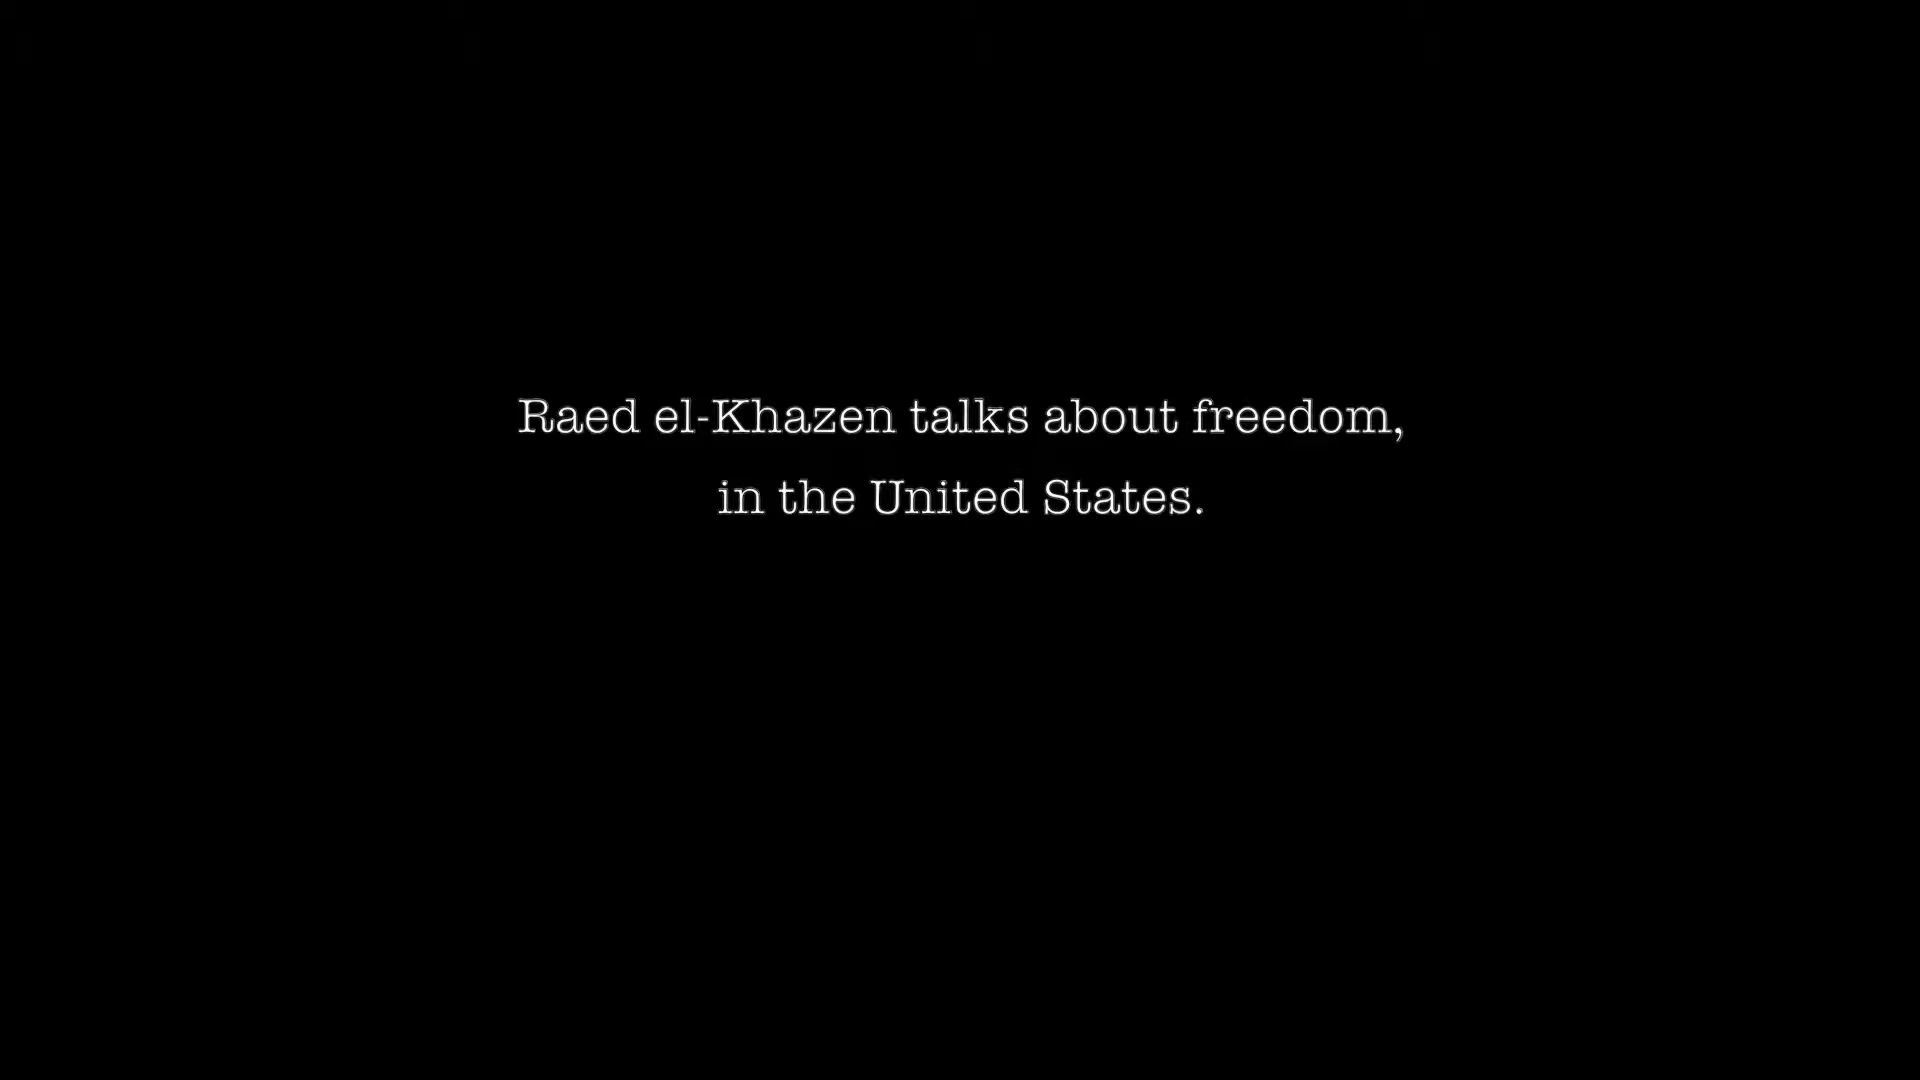 Raed el-Khazen talks about freedom,
in the United States.